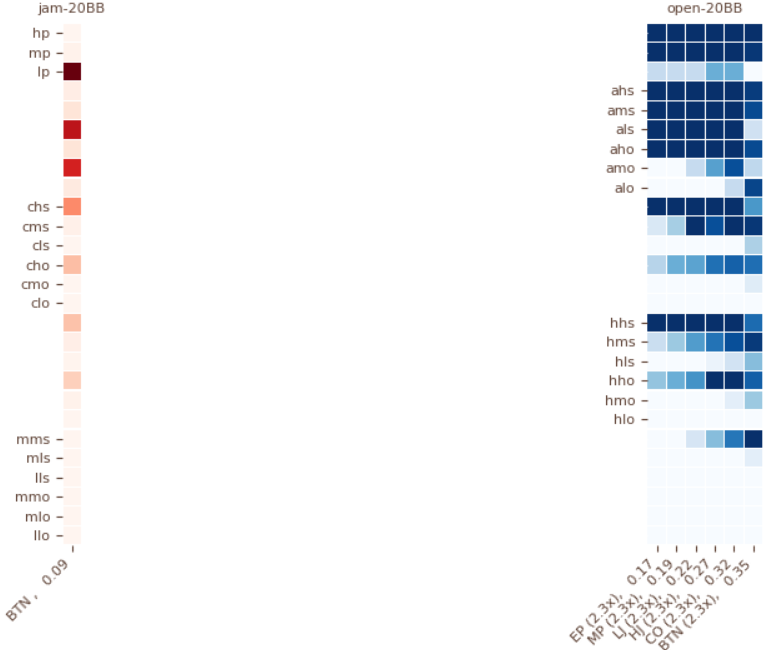 jam-20BB
open-20BB
hp
mp
lp
chs
cms
cls
cho
cmo
clo
mms
mls
lls
mmo
mlo
llo
BTN , 0.09
ahs
ams
als
aho
amo
alo
hhs
hms
hls
hho
hmo
hlo
EP (2.3x), 0.17
MP (2.3x), 0.19
LJ (2.3x), 0.22
HJ (2.3x), 0.27
CO (2.3x), 0.32
BTN (2.3x), 0.35